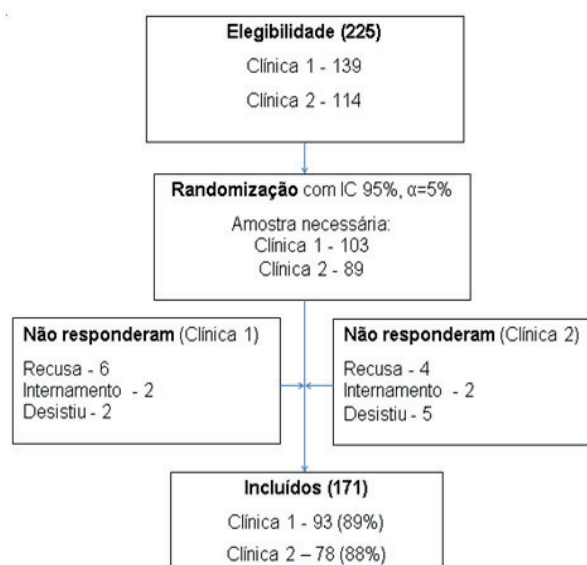 Elegibilidade (225)
Clínica 1 - 139
Clínica 2 - 114
Randomização com IC 95%, α=5%
Amostra necessária:
Clínica 1 - 103
Clínica 2 - 89
Não responderam (Clínica 1)
Recusa - 6
Internamento - 2
Desistiu - 2
Não responderam (Clínica 2)
Recusa - 4
Internamento - 2
Desistiu - 5
Incluídos (171)
Clínica 1 - 93 (89%)
Clínica 2 – 78 (88%)